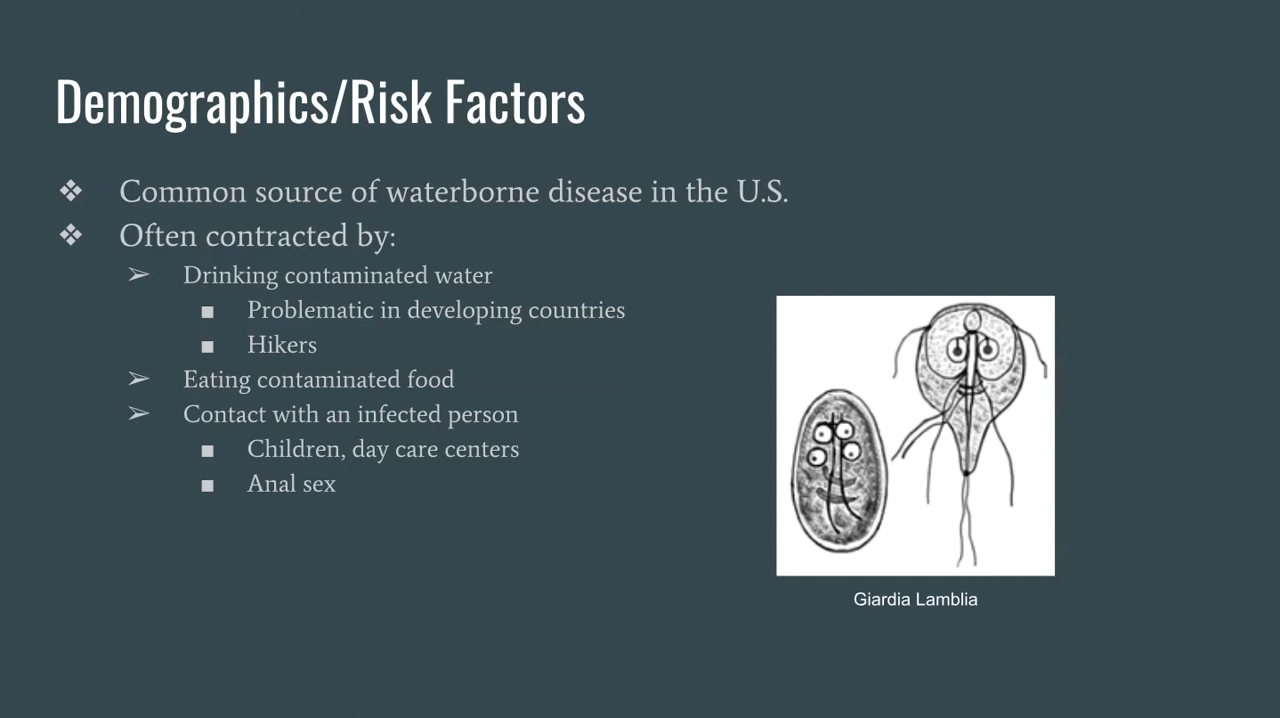 Demographics/Risk Factors
❖ Common source of waterborne disease in the U.S.
❖ Often contracted by:
➢ Drinking contaminated water
■ Problematic in developing countries
■ Hikers
➢ Eating contaminated food
➢ Contact with an infected person
■ Children, day care centers
■ Anal sex
Giardia Lamblia